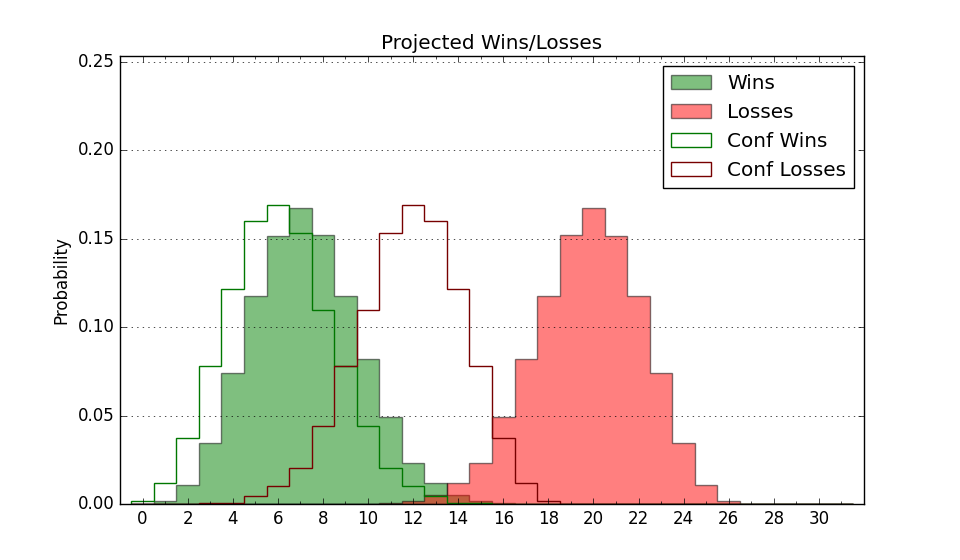 Projected Wins/Losses
0.25
0.20
0.15
0.10
0.05
0.00
Probability
Wins
Losses
Conf Wins
Conf Losses
0 2 4 6 8 10 12 14 16 18 20 22 24 26 28 30